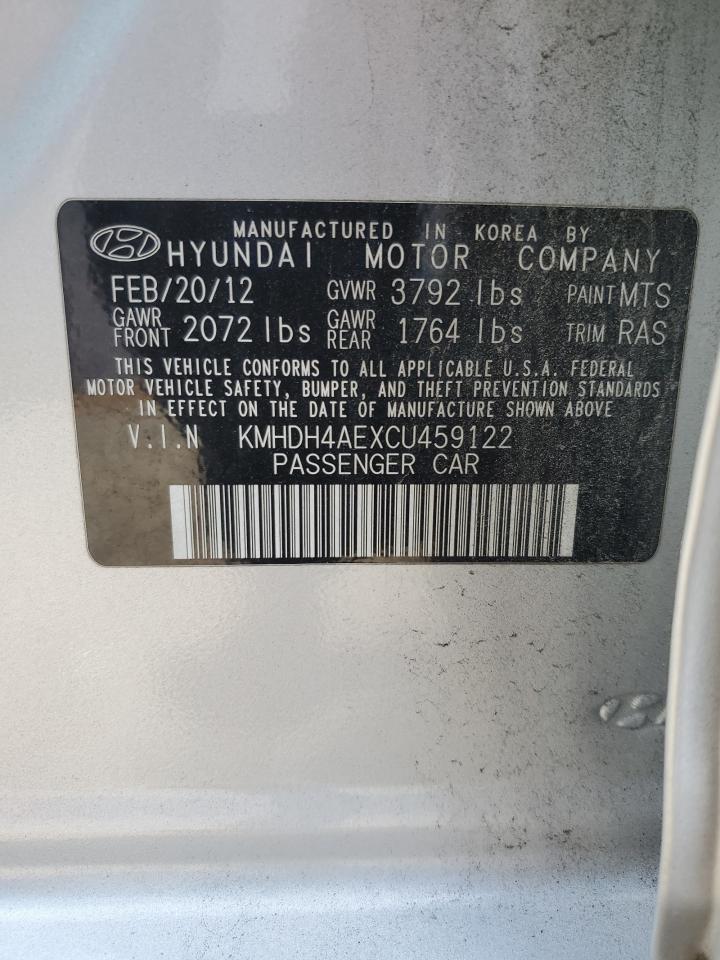 MANUFACTURED IN KOREA BY
HYUNDAI MOTOR COMPANY
FEB/20/12 GVWR 3792 lbs PAINT MTS
GAWR FRONT 2072 lbs GAWR REAR 1764 lbs TRIM RAS
THIS VEHICLE CONFORMS TO ALL APPLICABLE U.S.A. FEDERAL
MOTOR VEHICLE SAFETY, BUMPER, AND THEFT PREVENTION STANDARDS
IN EFFECT ON THE DATE OF MANUFACTURE SHOWN ABOVE
V.I.N KMHDH4AEXCU459122
PASSENGER CAR